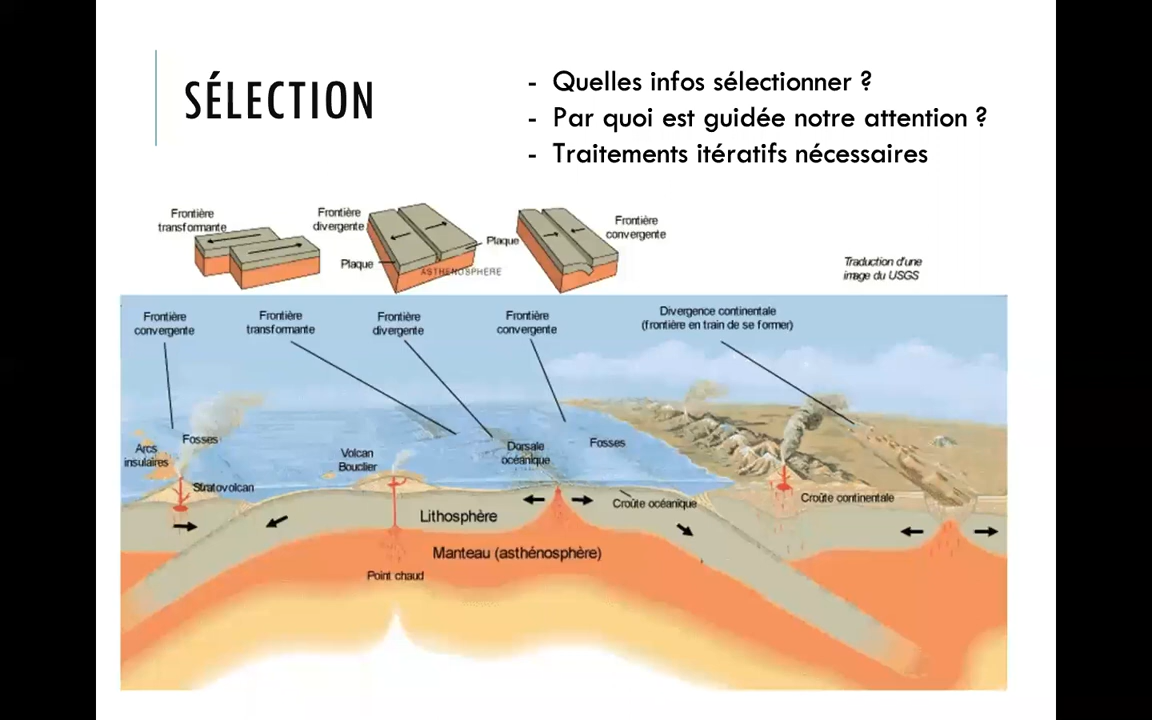 SÉLECTION
- Quelles infos sélectionner ?
- Par quoi est guidée notre attention ?
- Traitements itératifs nécessaires
Frontière
transformante
Frontière
divergente
Plaque
Plaque
ASTHÉNOSPHÈRE
Frontière
convergente
Traduction d'une
image du USGS
Frontière
convergente
Frontière
transformante
Frontière
divergente
Frontière
convergente
Divergence continentale
(frontière en train de se former)
Arcs
insulaires
Fosses
Stratovolcan
Volcan
Bouclier
Dorsale
océanique
Fosses
Croûte océanique
Croûte continentale
Lithosphère
Manteau (asthénosphère)
Point chaud